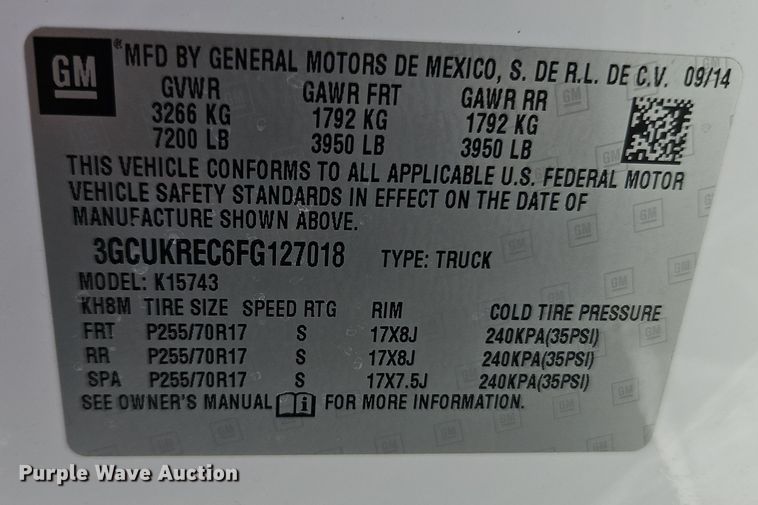 GM ® MFD BY GENERAL MOTORS DE MEXICO, S. DE R.L. DE C.V. 09/14
GVWR GAWR FRT GAWR RR
3266 KG 1792 KG 1792 KG
7200 LB 3950 LB 3950 LB
THIS VEHICLE CONFORMS TO ALL APPLICABLE U.S. FEDERAL MOTOR
VEHICLE SAFETY STANDARDS IN EFFECT ON THE DATE OF
MANUFACTURE SHOWN ABOVE.
3GCUKREC6FG127018 TYPE: TRUCK
MODEL: K15743
KH8M TIRE SIZE SPEED RTG RIM COLD TIRE PRESSURE
FRT P255/70R17 S 17X8J 240KPA(35PSI)
RR P255/70R17 S 17X8J 240KPA(35PSI)
SPA P255/70R17 S 17X7.5J 240KPA(35PSI)
SEE OWNER'S MANUAL i FOR MORE INFORMATION.
Purple Wave Auction